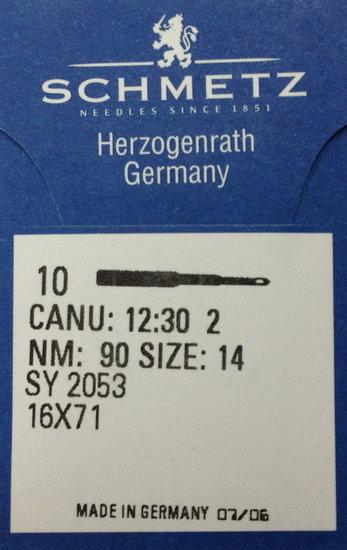 SCHMETZ
NEEDLES SINCE 1851
Herzogenrath
Germany
10
CANU: 12:30 2
NM: 90 SIZE: 14
SY 2053
16X71
MADE IN GERMANY 07/06